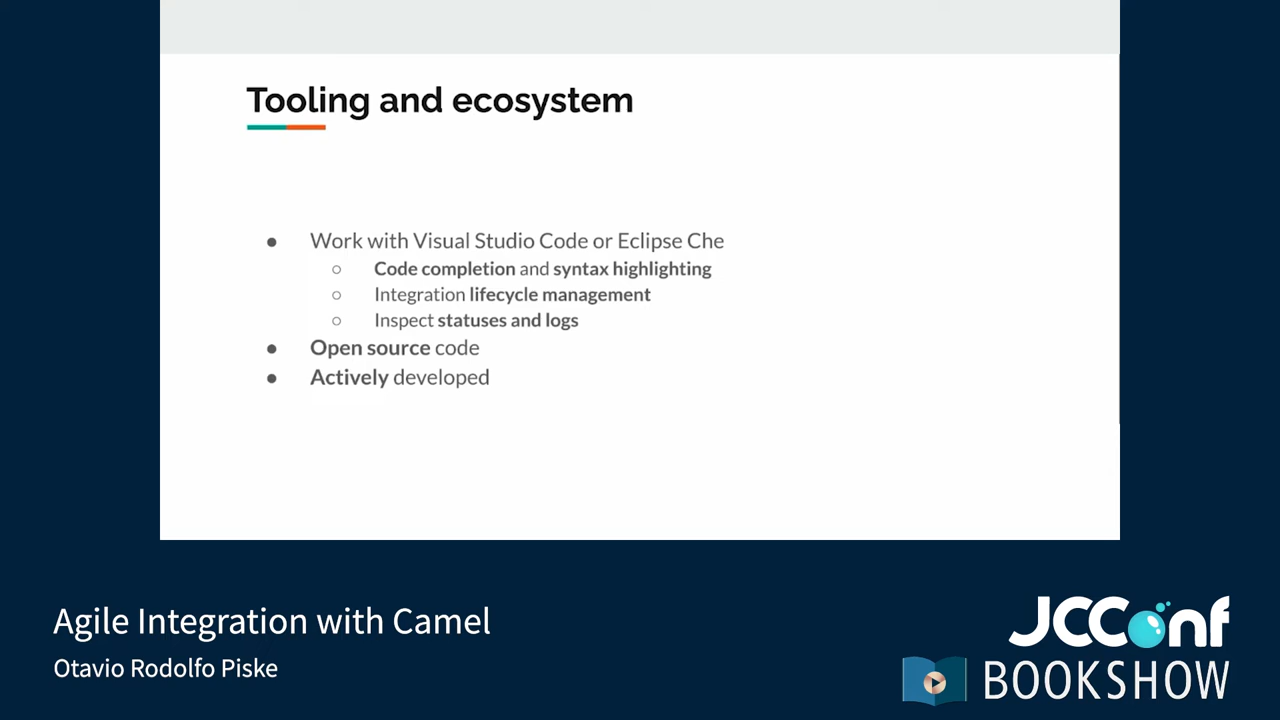 Tooling and ecosystem
● Work with Visual Studio Code or Eclipse Che
○ Code completion and syntax highlighting
○ Integration lifecycle management
○ Inspect statuses and logs
● Open source code
● Actively developed
Agile Integration with Camel
Otavio Rodolfo Piske
JCConf
BOOKSHOW